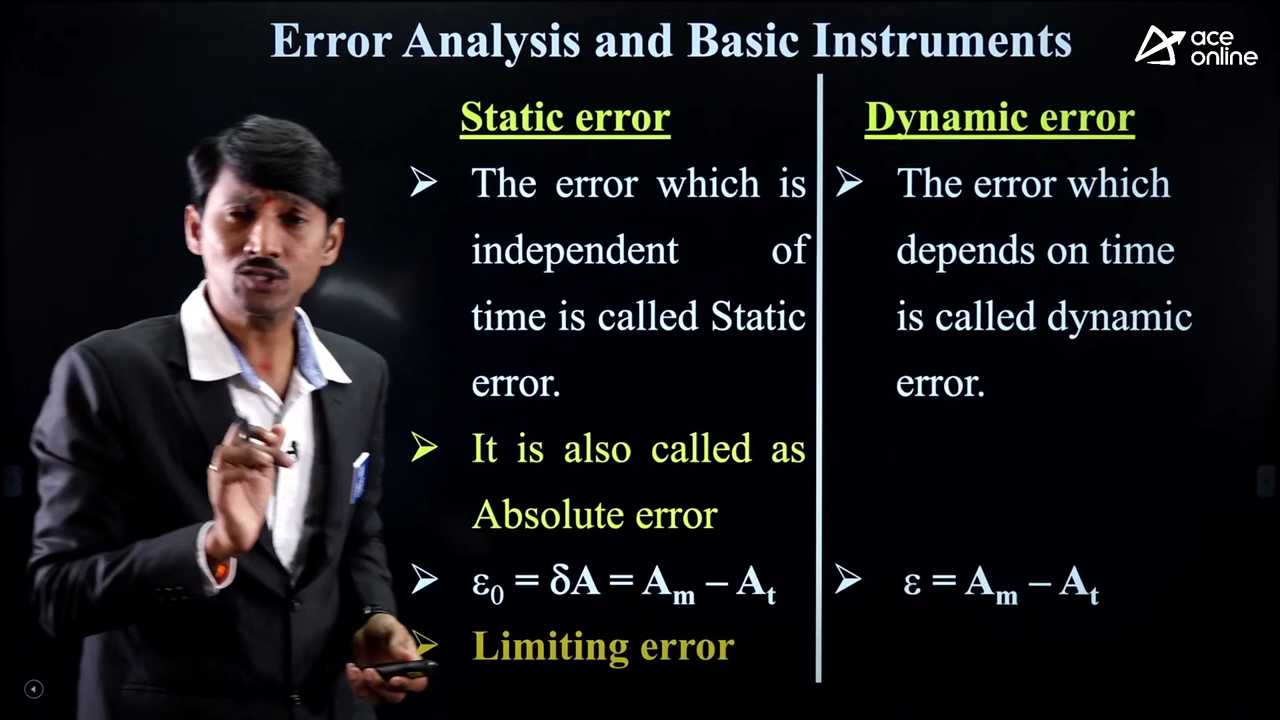 Error Analysis and Basic Instruments
ace
online
Static error
➢ The error which is
independent of
time is called Static
error.
➢ It is also called as
Absolute error
➢ ε₀ = δA = Aₘ – Aₜ
➢ Limiting error
Dynamic error
➢ The error which
depends on time
is called dynamic
error.
➢ ε = Aₘ – Aₜ